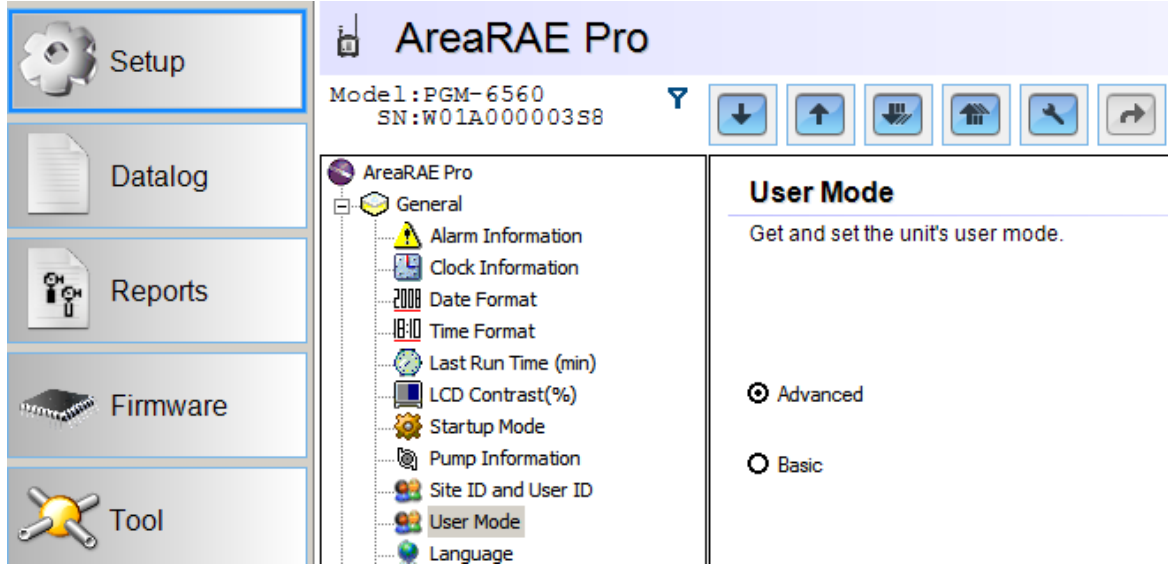 Setup
Datalog
Reports
Firmware
Tool
AreaRAE Pro
Model:PGM-6560
SN:W01A000003S8
AreaRAE Pro
General
Alarm Information
Clock Information
Date Format
Time Format
Last Run Time (min)
LCD Contrast(%)
Startup Mode
Pump Information
Site ID and User ID
User Mode
Language
User Mode
Get and set the unit's user mode.
Advanced
Basic